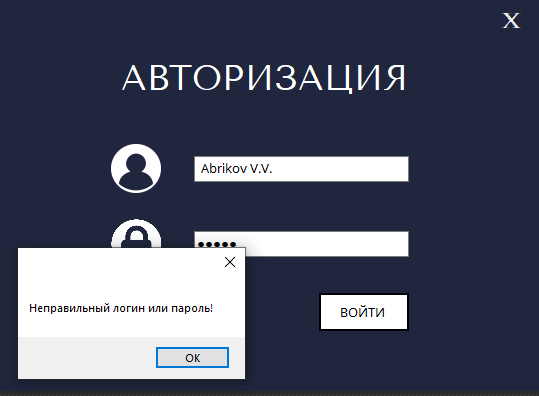 X
АВТОРИЗАЦИЯ
Abrikov V.V.
•••••
Неправильный логин или пароль!
ВОЙТИ
OK